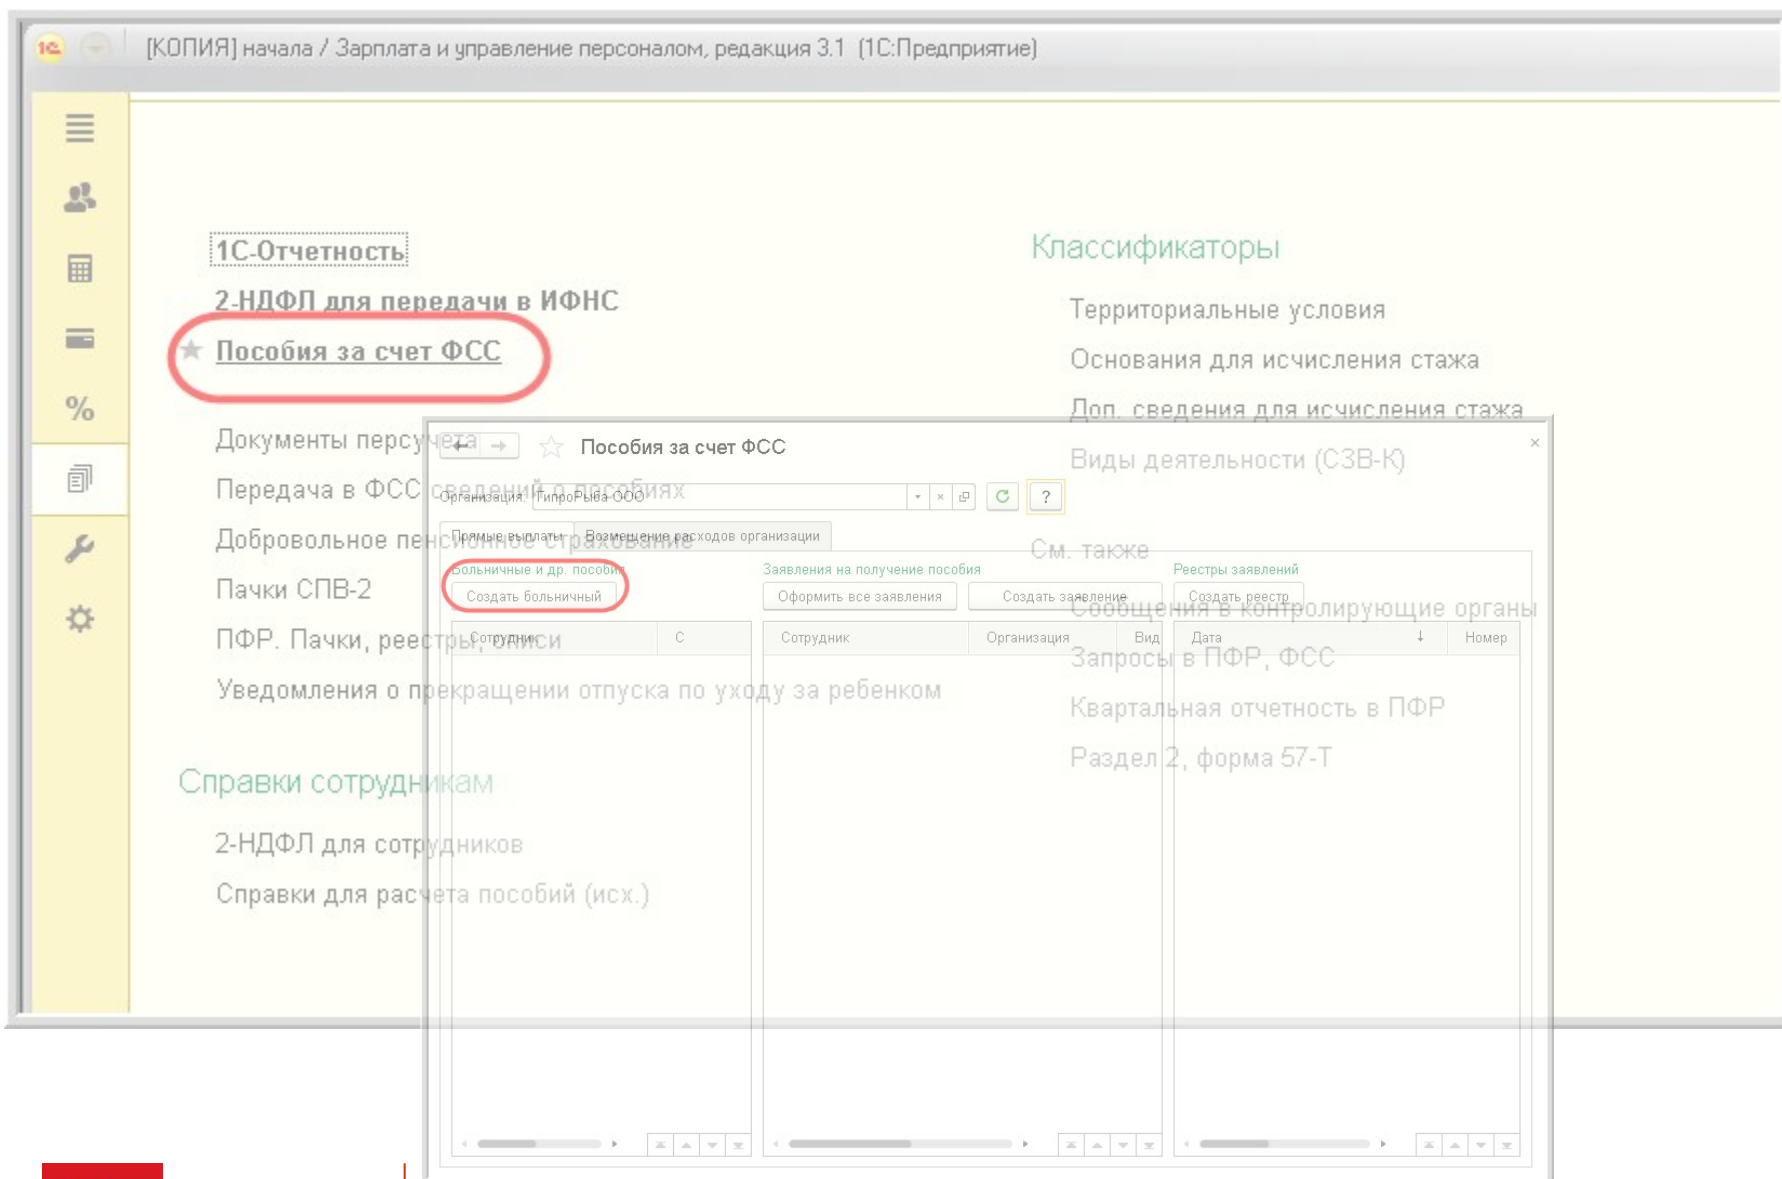 1С
[КОПИЯ] начала / Зарплата и управление персоналом, редакция 3.1 (1С:Предприятие)
1С-Отчетность
2-НДФЛ для передачи в ИФНС
Пособия за счет ФСС
Документы персучета
Передача в ФСС сведений о пособиях
Добровольное пенсионное страхование
Пачки СПВ-2
ПФР. Пачки, реестры, описи
Уведомления о прекращении отпуска по уходу за ребенком
Справки сотрудникам
2-НДФЛ для сотрудников
Справки для расчета пособий (исх.)
Классификаторы
Территориальные условия
Основания для исчисления стажа
Доп. сведения для исчисления стажа
Виды деятельности (СЗВ-К)
См. также
Сообщения в контролирующие органы
Запросы в ПФР, ФСС
Квартальная отчетность в ПФР
Раздел 2, форма 57-Т
%
Пособия за счет ФСС
×
Организация: ГипроРыба ООО
?
Прямые выплаты
Возмещение расходов организации
Больничные и др. пособия
Создать больничный
Сотрудник С
Заявления на получение пособия
Оформить все заявления
Создать заявление
Сотрудник Организация Вид
Реестры заявлений
Создать реестр
Дата ↓ Номер